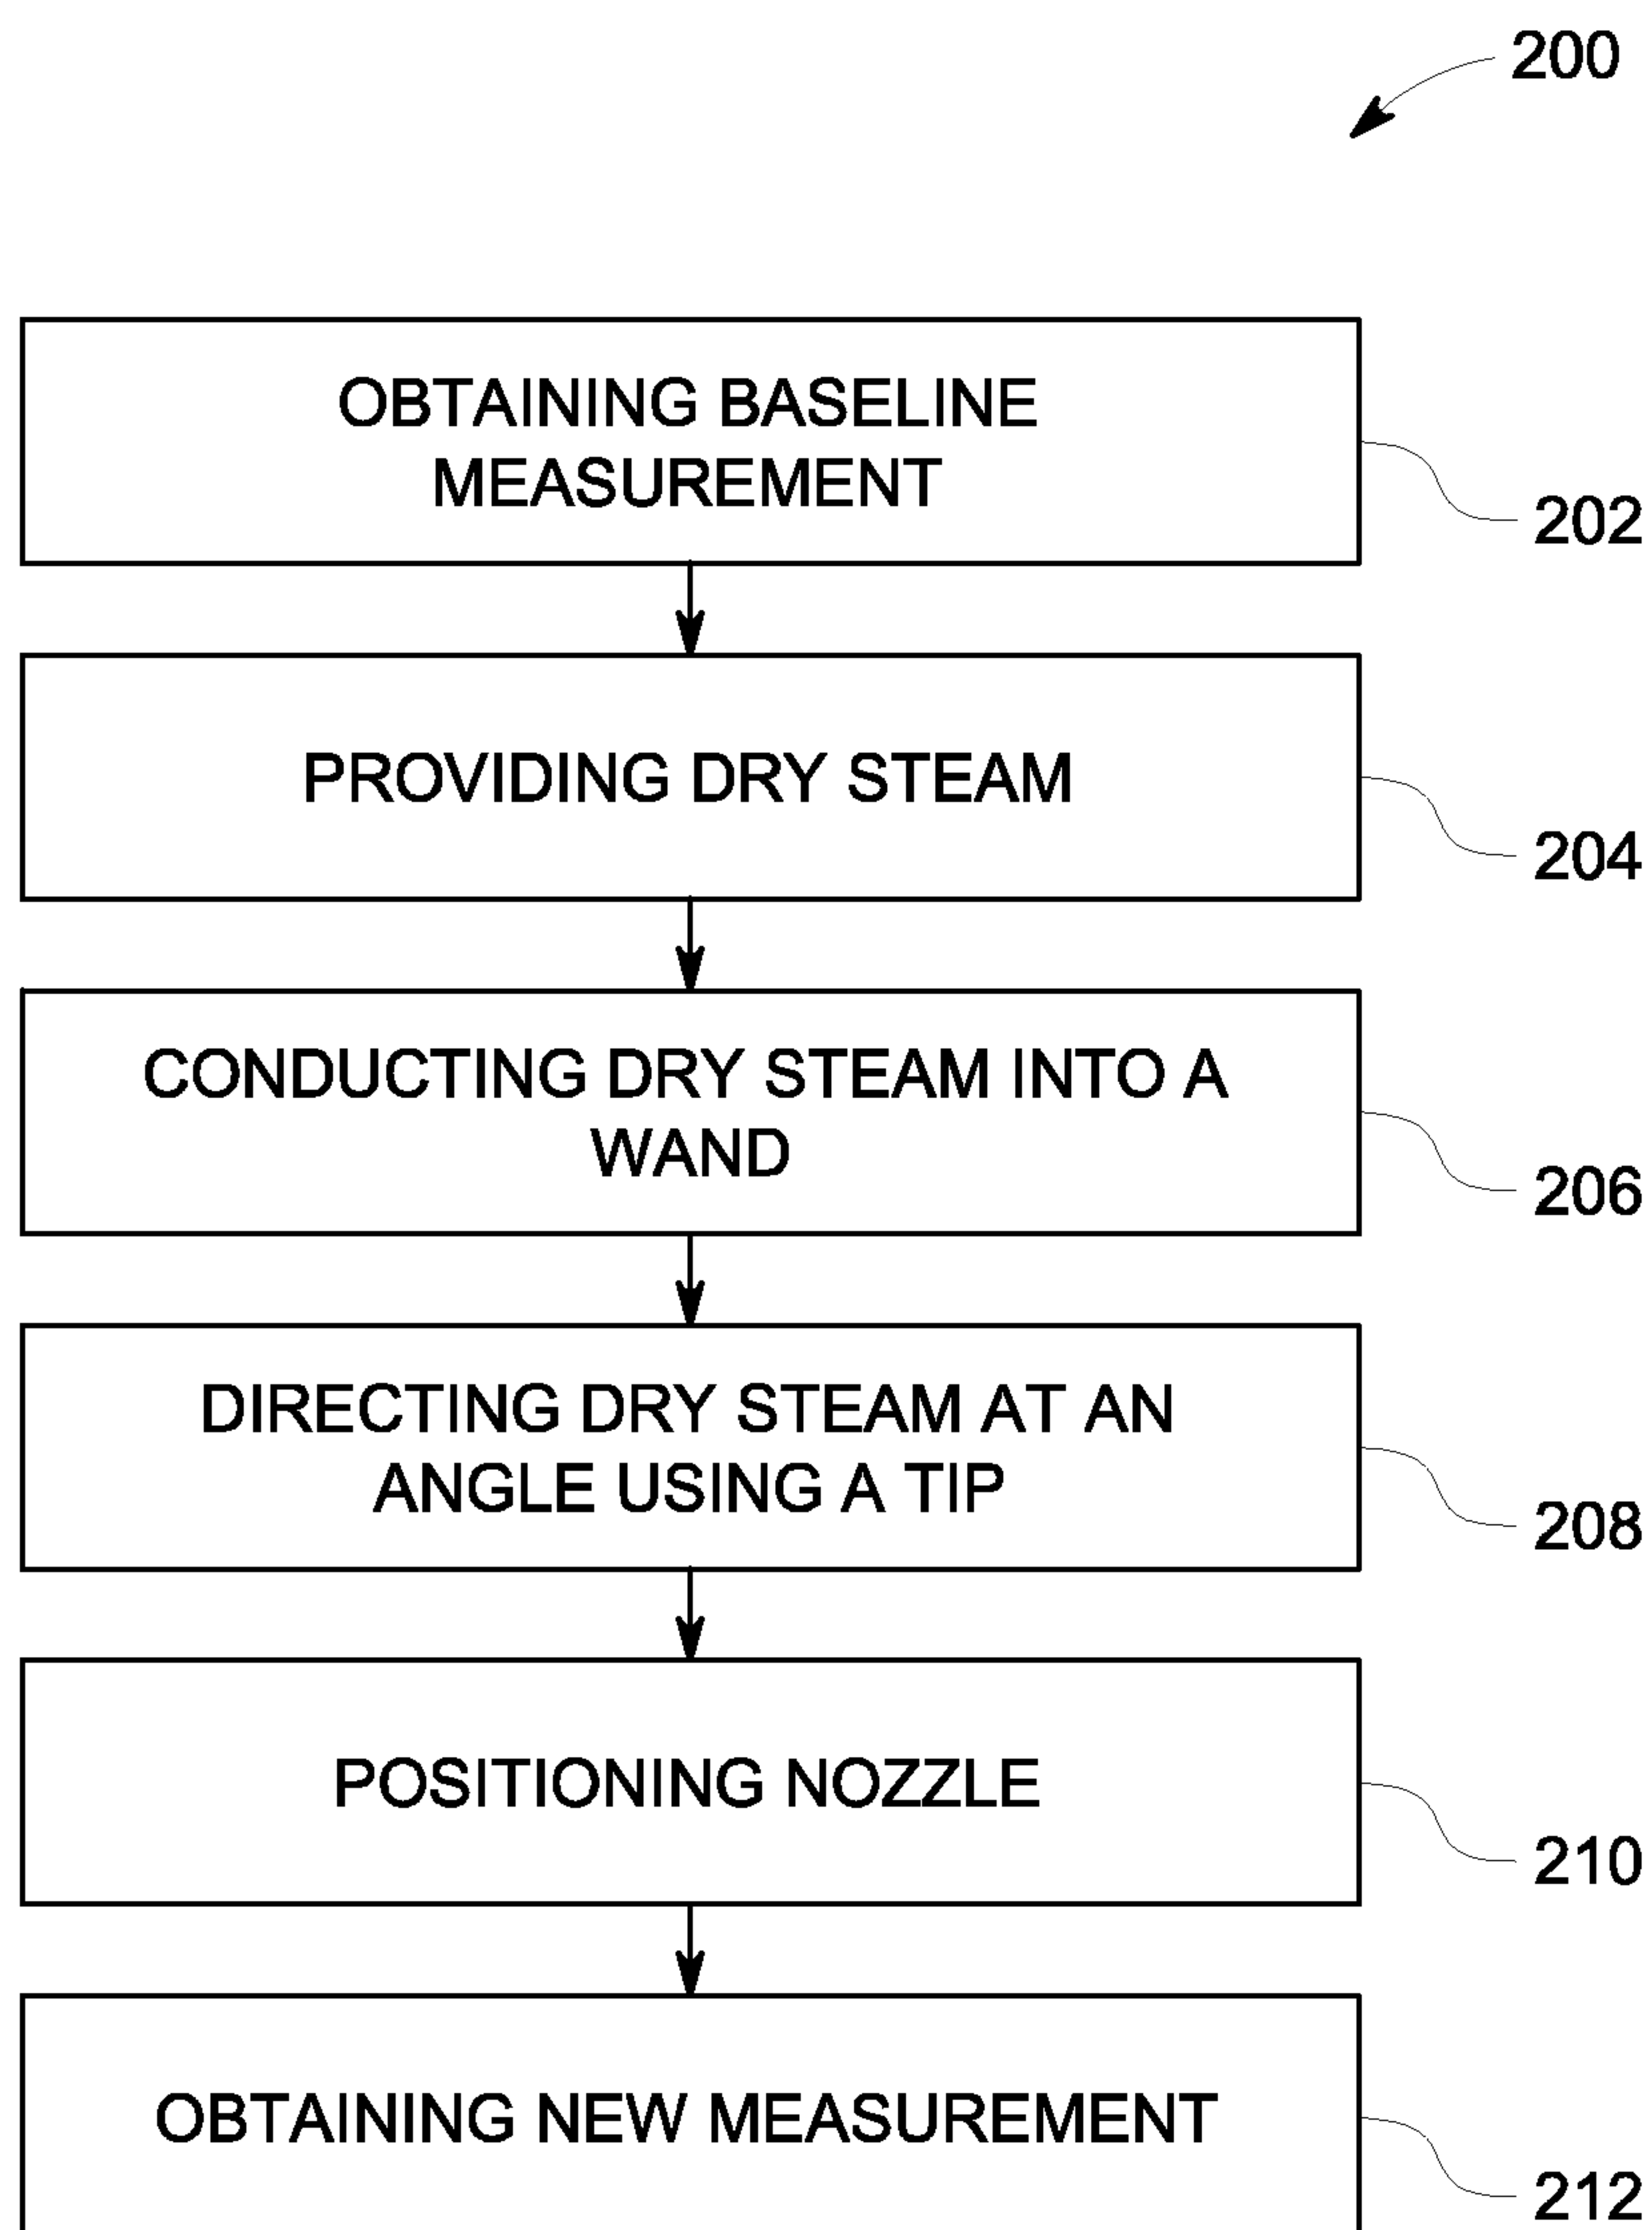 200
OBTAINING BASELINE
MEASUREMENT
202
PROVIDING DRY STEAM
204
CONDUCTING DRY STEAM INTO A
WAND
206
DIRECTING DRY STEAM AT AN
ANGLE USING A TIP
208
POSITIONING NOZZLE
210
OBTAINING NEW MEASUREMENT
212